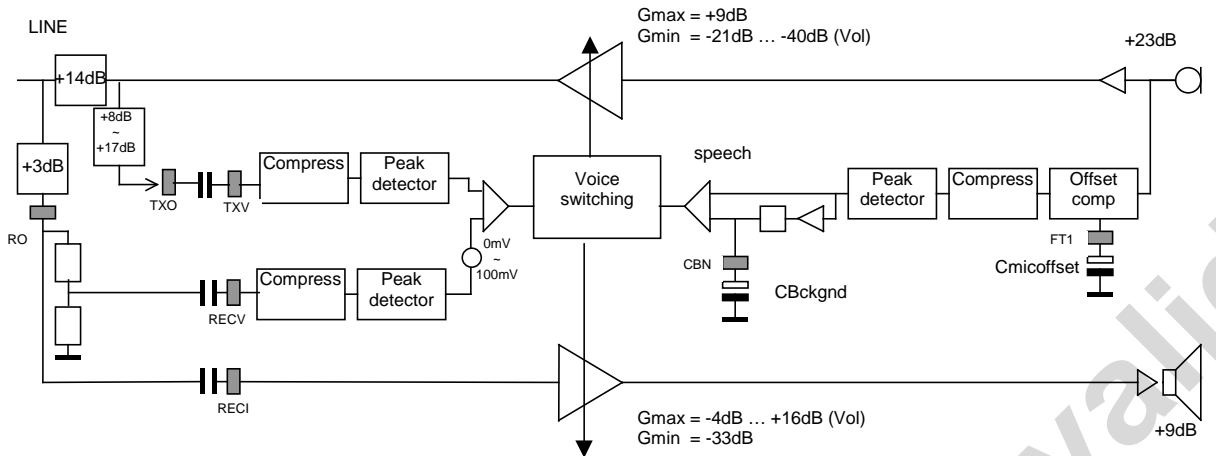 Gmax = +9dB
Gmin = -21dB … -40dB (Vol)
LINE
+23dB
+14dB
+8dB
~
+17dB
+3dB
Compress
Peak
detector
TXO
TXV
Voice
switching
speech
Peak
detector
Compress
Offset
comp
RO
0mV
~
100mV
CBN
FT1
Cmicoffset
CBckgnd
Compress
Peak
detector
RECV
RECI
Gmax = -4dB … +16dB (Vol)
Gmin = -33dB
+9dB